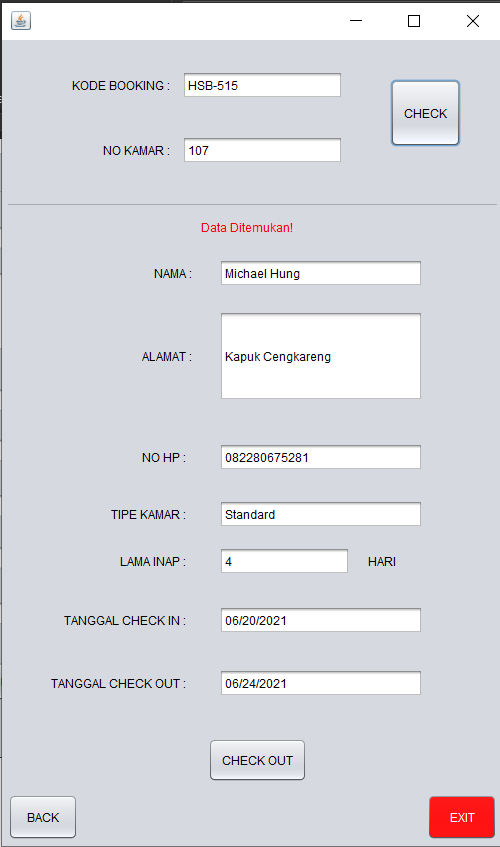 KODE BOOKING : HSB-515
CHECK
NO KAMAR : 107
Data Ditemukan!
NAMA : Michael Hung
ALAMAT : Kapuk Cengkareng
NO HP : 082280675281
TIPE KAMAR : Standard
LAMA INAP : 4 HARI
TANGGAL CHECK IN : 06/20/2021
TANGGAL CHECK OUT : 06/24/2021
CHECK OUT
BACK EXIT